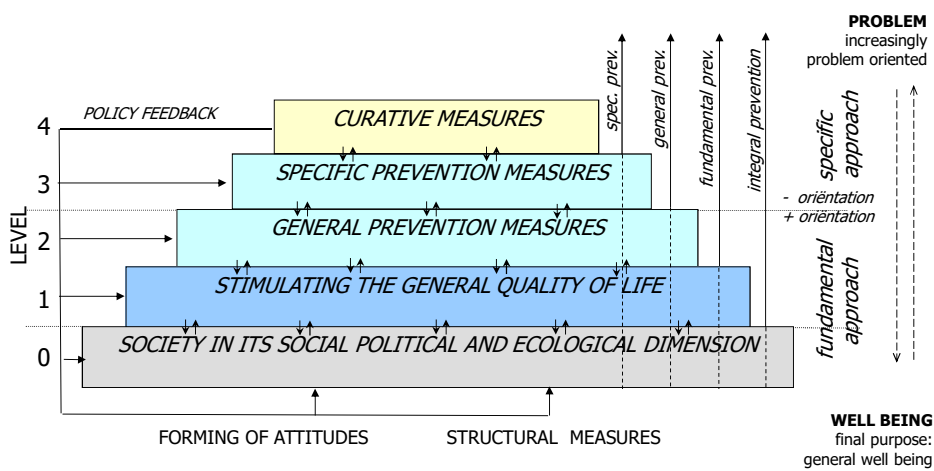 PROBLEM
increasingly
problem oriented
POLICY FEEDBACK
spec. prev.
general prev.
fundamental prev.
integral prevention
specific
approach
- oriëntation
+ oriëntation
fundamental
approach
LEVEL
4
CURATIVE MEASURES
3
SPECIFIC PREVENTION MEASURES
2
GENERAL PREVENTION MEASURES
1
STIMULATING THE GENERAL QUALITY OF LIFE
0
SOCIETY IN ITS SOCIAL POLITICAL AND ECOLOGICAL DIMENSION
FORMING OF ATTITUDES
STRUCTURAL MEASURES
WELL BEING
final purpose:
general well being